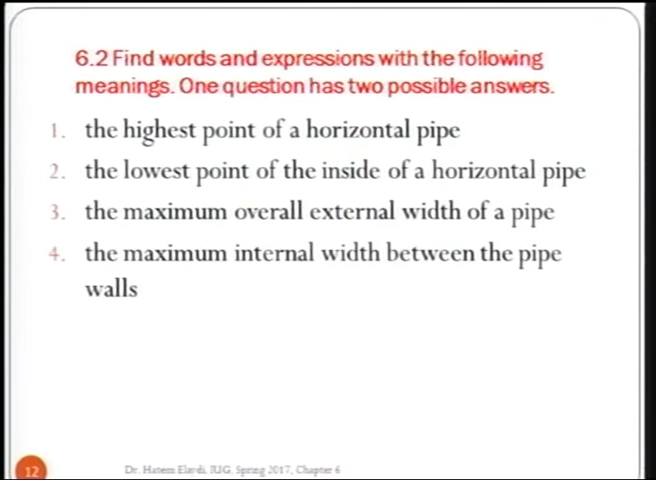 6.2 Find words and expressions with the following
meanings. One question has two possible answers.
1. the highest point of a horizontal pipe
2. the lowest point of the inside of a horizontal pipe
3. the maximum overall external width of a pipe
4. the maximum internal width between the pipe
walls
12
Dr. Hatem Elaydi, IUG, Spring 2017, Chapter 6